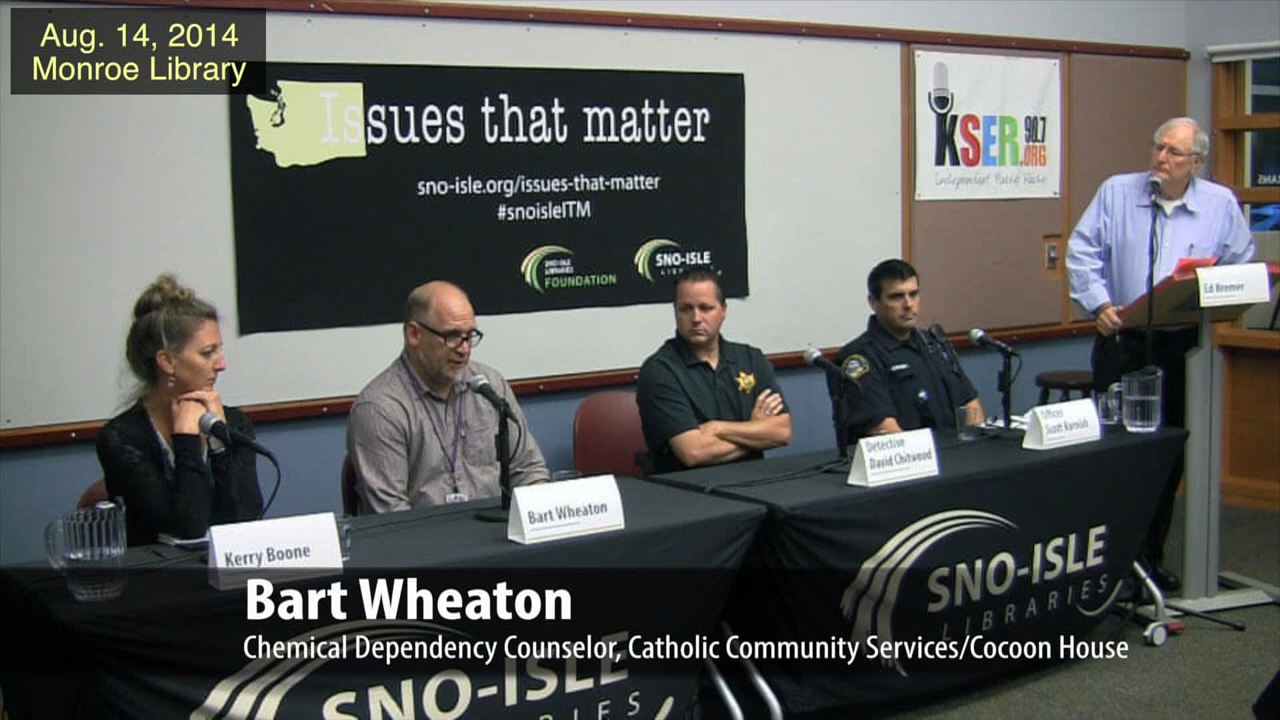 Aug. 14, 2014
Monroe Library
Issues that matter
sno-isle.org/issues-that-matter
#snoisleITM
SNO-ISLE
LIBRARIES
FOUNDATION
SNO-ISLE
LIBRARIES
KSER 90.7
.ORG
Independent Public Radio
Ed Bremer
Officer
Scott Kornish
Detective
David Chitwood
Bart Wheaton
Kerry Boone
SNO-ISLE
LIBRARIES
Bart Wheaton
Chemical Dependency Counselor, Catholic Community Services/Cocoon House
SNO-ISLE